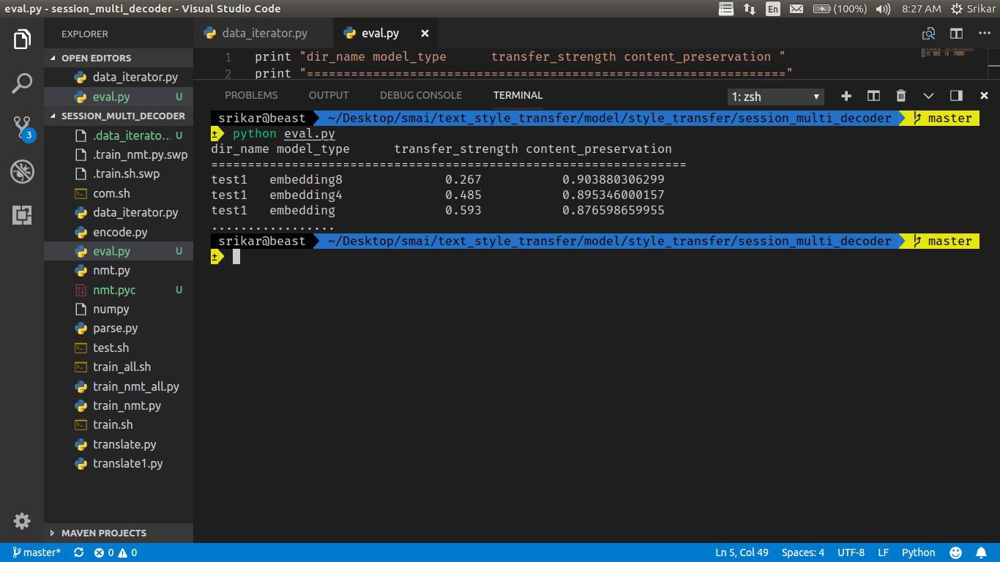 eval.py - session_multi_decoder - Visual Studio Code
En (100%) 8:27 AM Srikar
EXPLORER
OPEN EDITORS
data_iterator.py
eval.py U
SESSION_MULTI_DECODER
.data_iterato... U
.train_nmt.py.swp
.train.sh.swp
com.sh
data_iterator.py
encode.py
eval.py U
nmt.py
nmt.pyc U
numpy
parse.py
test.sh
train_all.sh
train_nmt_all.py
train_nmt.py
train.sh
translate.py
translate1.py
MAVEN PROJECTS
3
data_iterator.py eval.py ×
1 print "dir_name model_type      transfer_strength content_preservation "
2 print "================================================================="
PROBLEMS OUTPUT DEBUG CONSOLE TERMINAL 1: zsh
srikar@beast ~/Desktop/smai/text_style_transfer/model/style_transfer/session_multi_decoder master
± python eval.py
dir_name model_type      transfer_strength content_preservation
=================================================================
test1   embedding8              0.267           0.903880306299
test1   embedding4              0.485           0.895346000157
test1   embedding               0.593           0.876598659955
.................
srikar@beast ~/Desktop/smai/text_style_transfer/model/style_transfer/session_multi_decoder master
±
master* 0 0 Ln 5, Col 49 Spaces: 4 UTF-8 LF Python